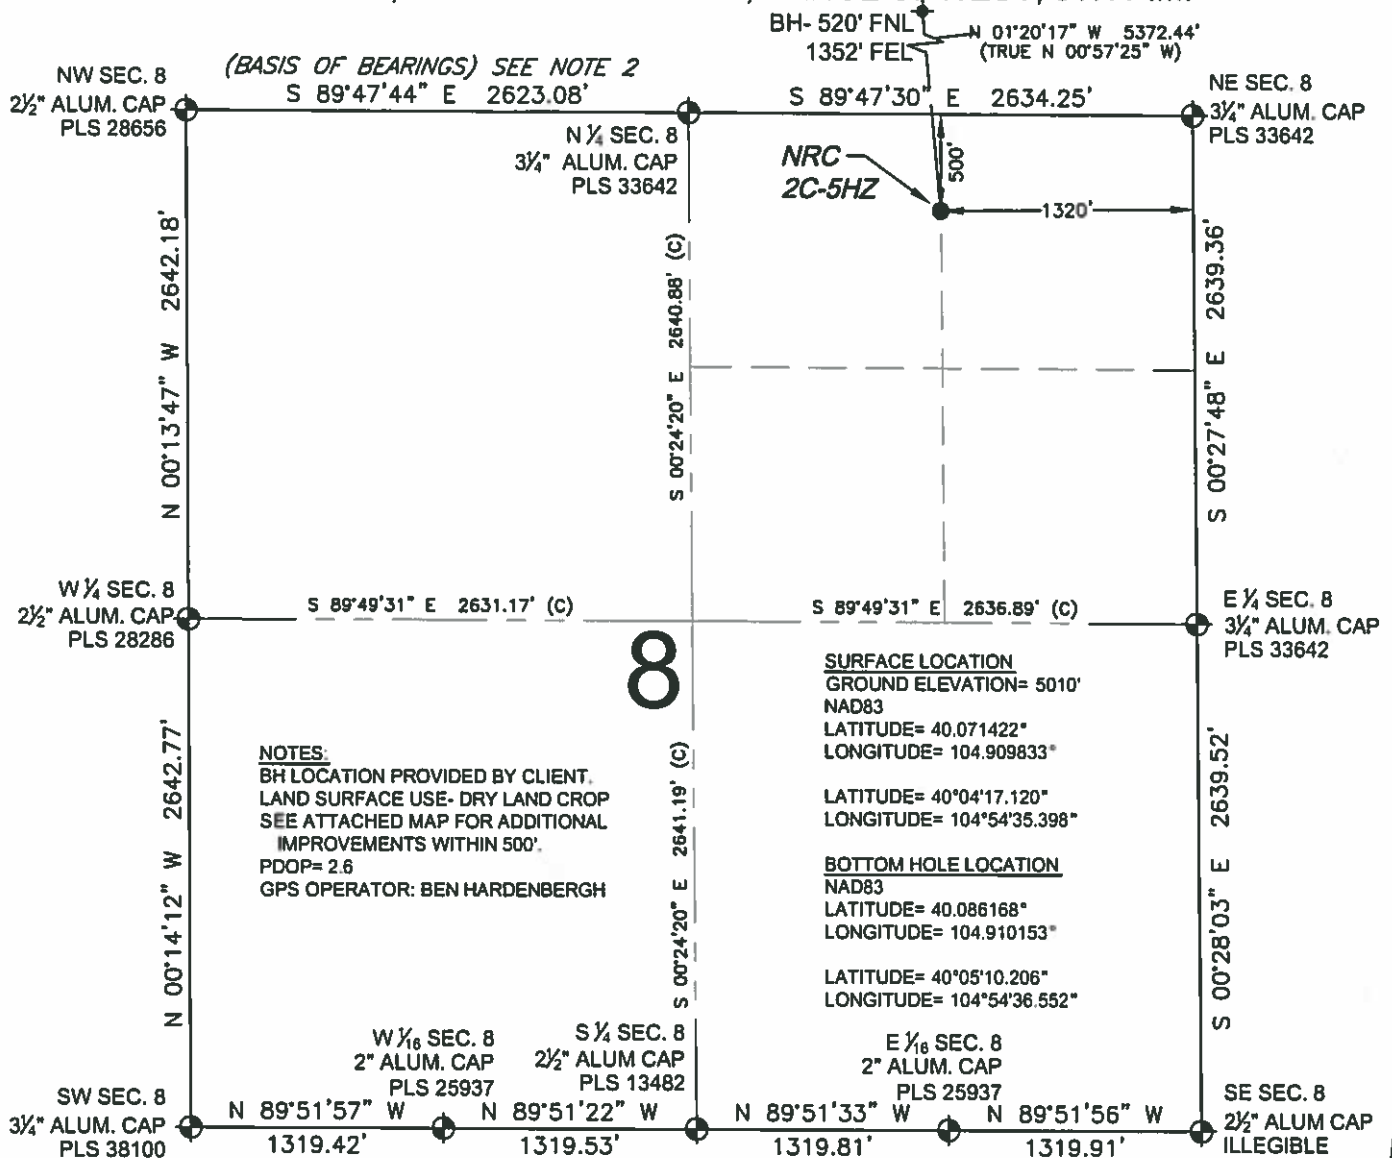 BH- 520' FNL
1352' FEL
N 01°20'17" W 5372.44'
(TRUE N 00°57'25" W)
(BASIS OF BEARINGS) SEE NOTE 2
S 89°47'44" E 2623.08'
S 89°47'30" E 2634.25'
NW SEC. 8
2½" ALUM. CAP
PLS 28656
N ¼ SEC. 8
3¼" ALUM. CAP
PLS 33642
NE SEC. 8
3¼" ALUM. CAP
PLS 33642
NRC
2C-5HZ
500'
1320'
N 00°13'47" W 2642.18'
S 00°24'20" E 2640.88' (C)
S 00°27'48" E 2639.36'
W ¼ SEC. 8
2½" ALUM. CAP
PLS 28286
S 89°49'31" E 2631.17' (C)
S 89°49'31" E 2636.89' (C)
E ¼ SEC. 8
3¼" ALUM. CAP
PLS 33642
8
NOTES:
BH LOCATION PROVIDED BY CLIENT.
LAND SURFACE USE- DRY LAND CROP
SEE ATTACHED MAP FOR ADDITIONAL
IMPROVEMENTS WITHIN 500'.
PDOP= 2.6
GPS OPERATOR: BEN HARDENBERGH
SURFACE LOCATION
GROUND ELEVATION= 5010'
NAD83
LATITUDE= 40.071422°
LONGITUDE= 104.909833°
LATITUDE= 40°04'17.120"
LONGITUDE= 104°54'35.398"
BOTTOM HOLE LOCATION
NAD83
LATITUDE= 40.086168°
LONGITUDE= 104.910153°
LATITUDE= 40°05'10.206"
LONGITUDE= 104°54'36.552"
N 00°14'12" W 2642.77'
S 00°24'20" E 2641.19' (C)
S 00°28'03" E 2639.52'
SW SEC. 8
3¼" ALUM. CAP
PLS 38100
W 1/16 SEC. 8
2" ALUM. CAP
PLS 25937
S ¼ SEC. 8
2½" ALUM CAP
PLS 13482
E 1/16 SEC. 8
2" ALUM. CAP
PLS 25937
SE SEC. 8
2½" ALUM CAP
ILLEGIBLE
N 89°51'57" W
1319.42'
N 89°51'22" W
1319.53'
N 89°51'33" W
1319.81'
N 89°51'56" W
1319.91'